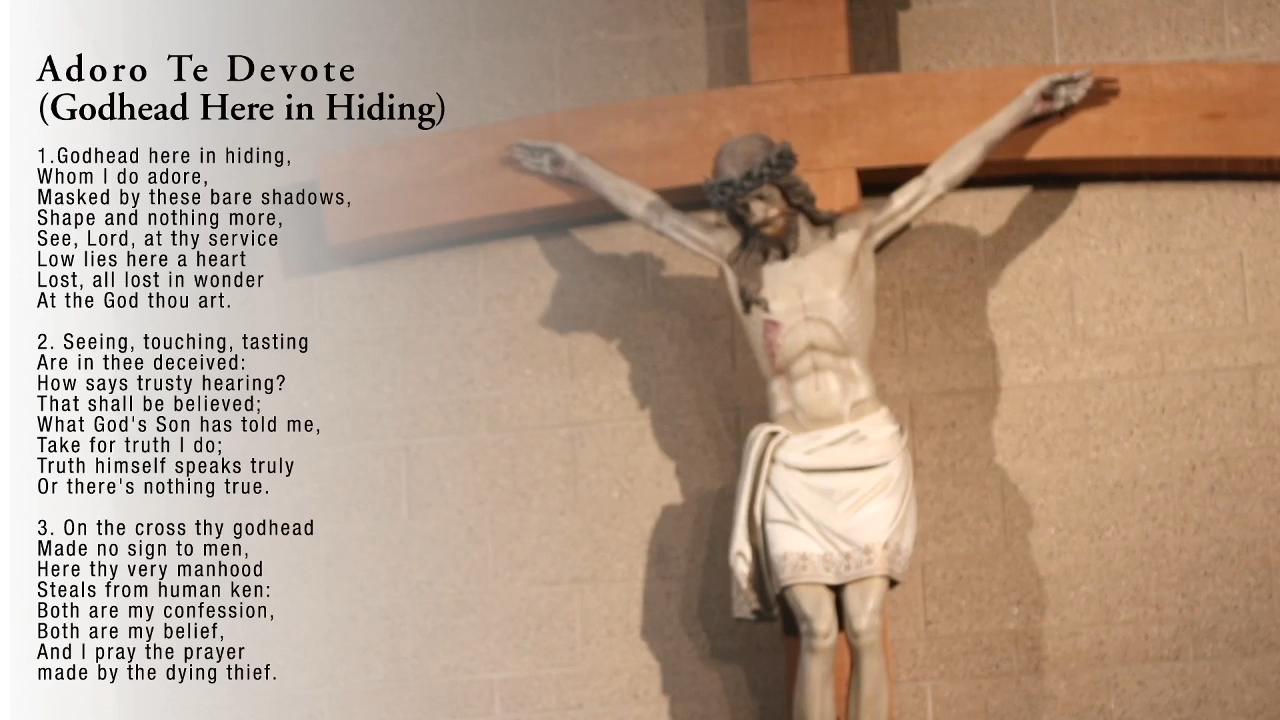 Adoro Te Devote
(Godhead Here in Hiding)
1.Godhead here in hiding,
Whom I do adore,
Masked by these bare shadows,
Shape and nothing more,
See, Lord, at thy service
Low lies here a heart
Lost, all lost in wonder
At the God thou art.
2. Seeing, touching, tasting
Are in thee deceived:
How says trusty hearing?
That shall be believed;
What God's Son has told me,
Take for truth I do;
Truth himself speaks truly
Or there's nothing true.
3. On the cross thy godhead
Made no sign to men,
Here thy very manhood
Steals from human ken:
Both are my confession,
Both are my belief,
And I pray the prayer
made by the dying thief.